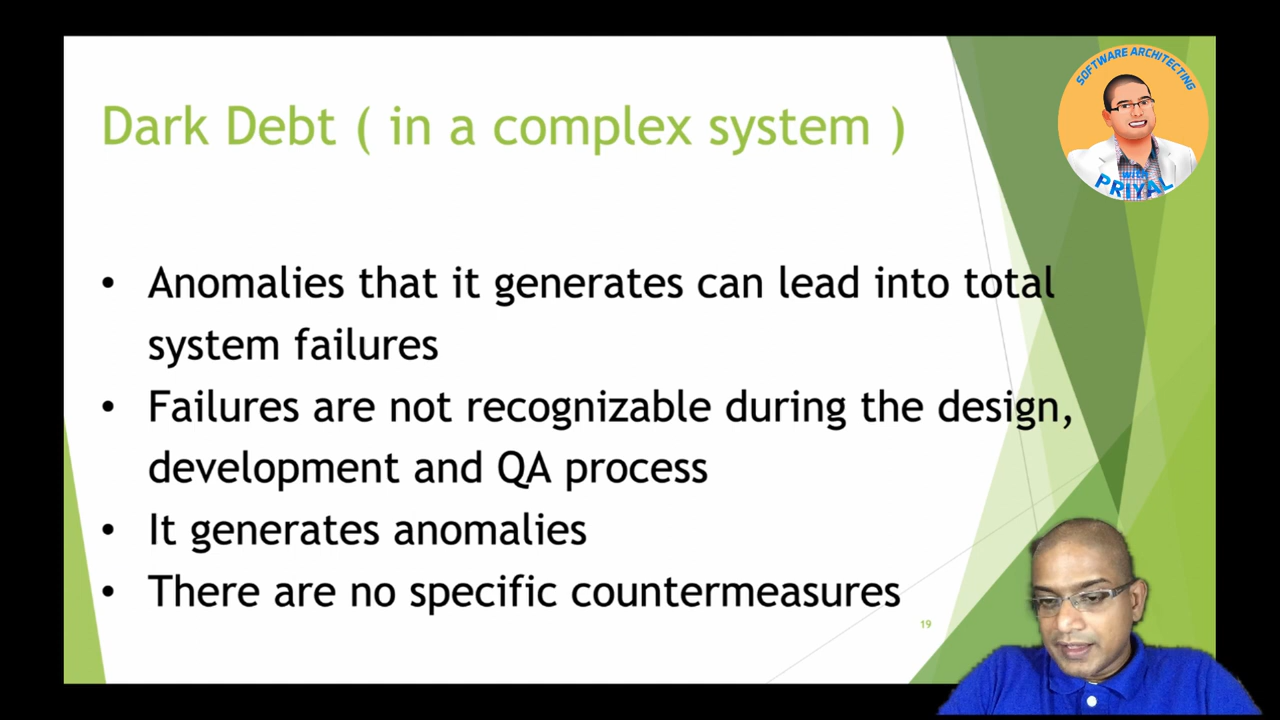 SOFTWARE ARCHITECTING
with
PRIYAL
Dark Debt ( in a complex system )
• Anomalies that it generates can lead into total
system failures
• Failures are not recognizable during the design,
development and QA process
• It generates anomalies
• There are no specific countermeasures
19